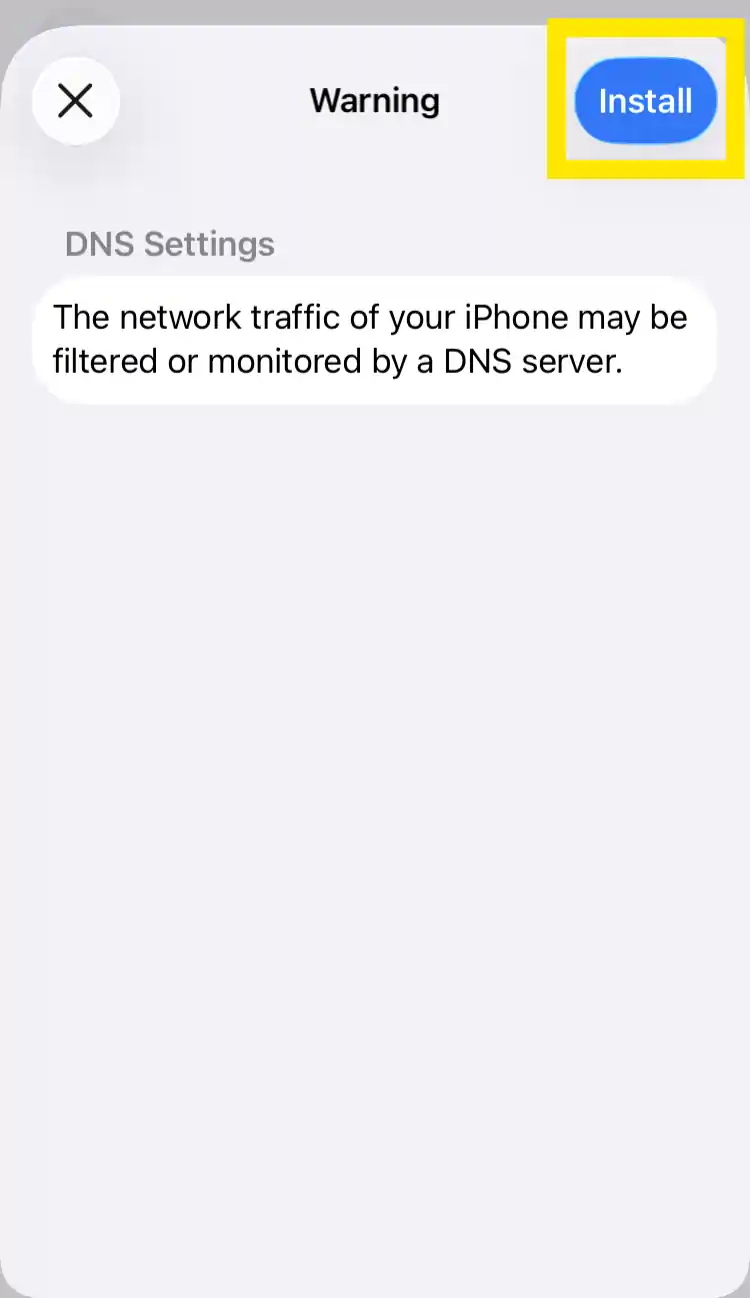 Warning
Install
DNS Settings
The network traffic of your iPhone may be
filtered or monitored by a DNS server.